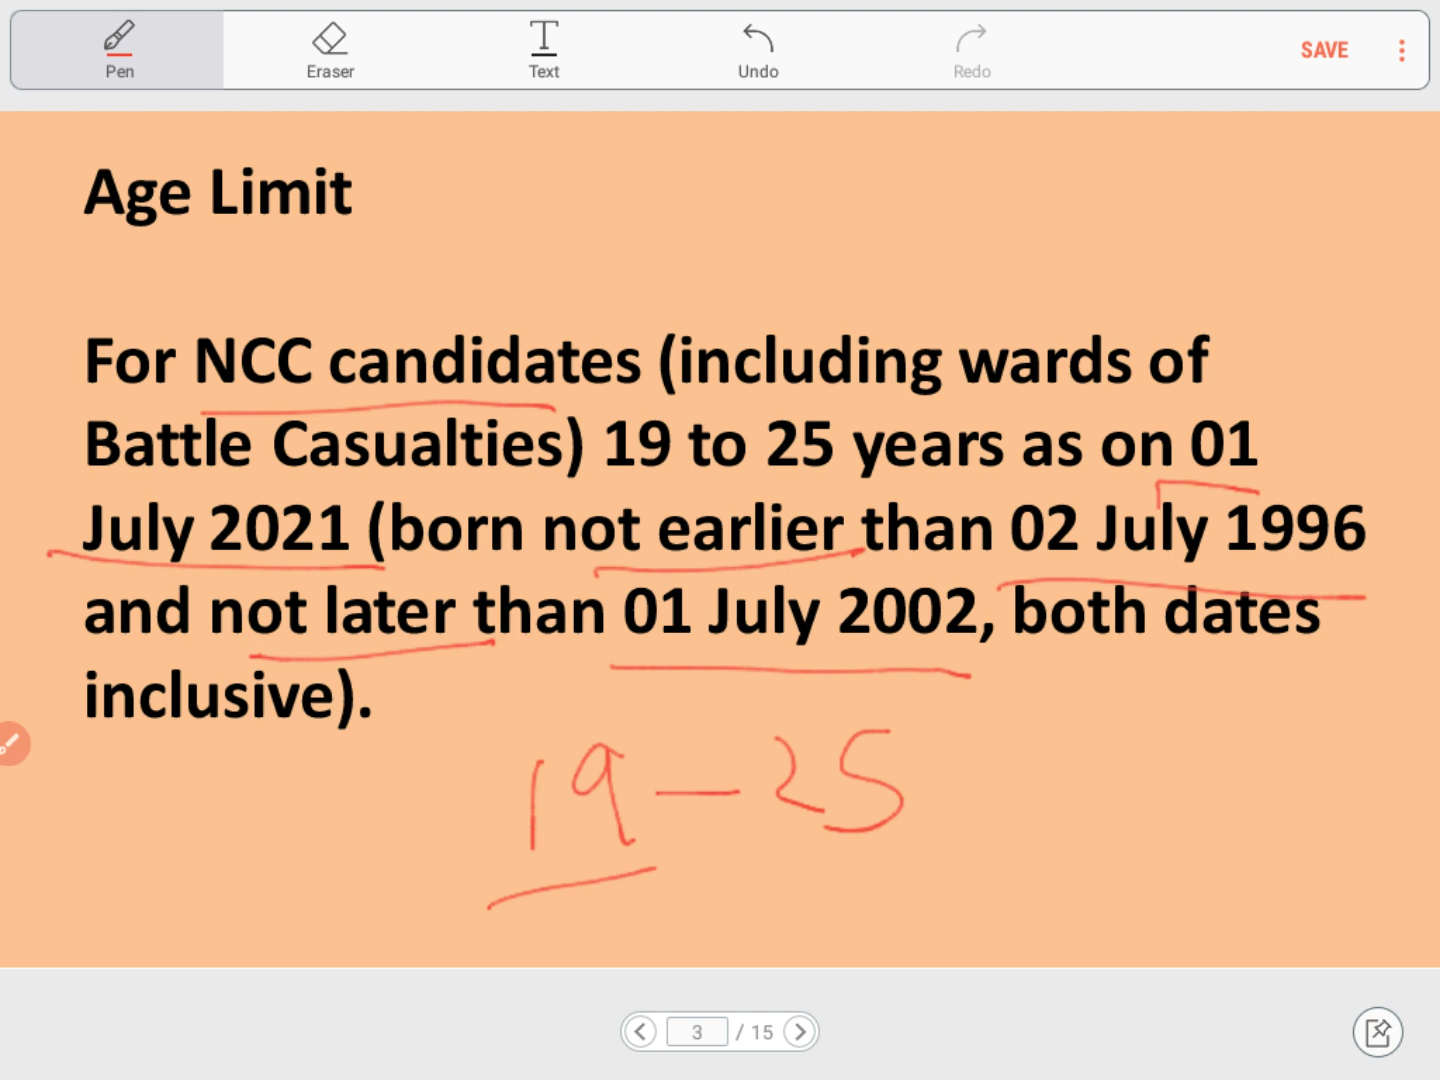 Pen
Eraser
Text
Undo
Redo
SAVE
Age Limit
For NCC candidates (including wards of
Battle Casualties) 19 to 25 years as on 01
July 2021 (born not earlier than 02 July 1996
and not later than 01 July 2002, both dates
inclusive).
19 — 25
3 / 15